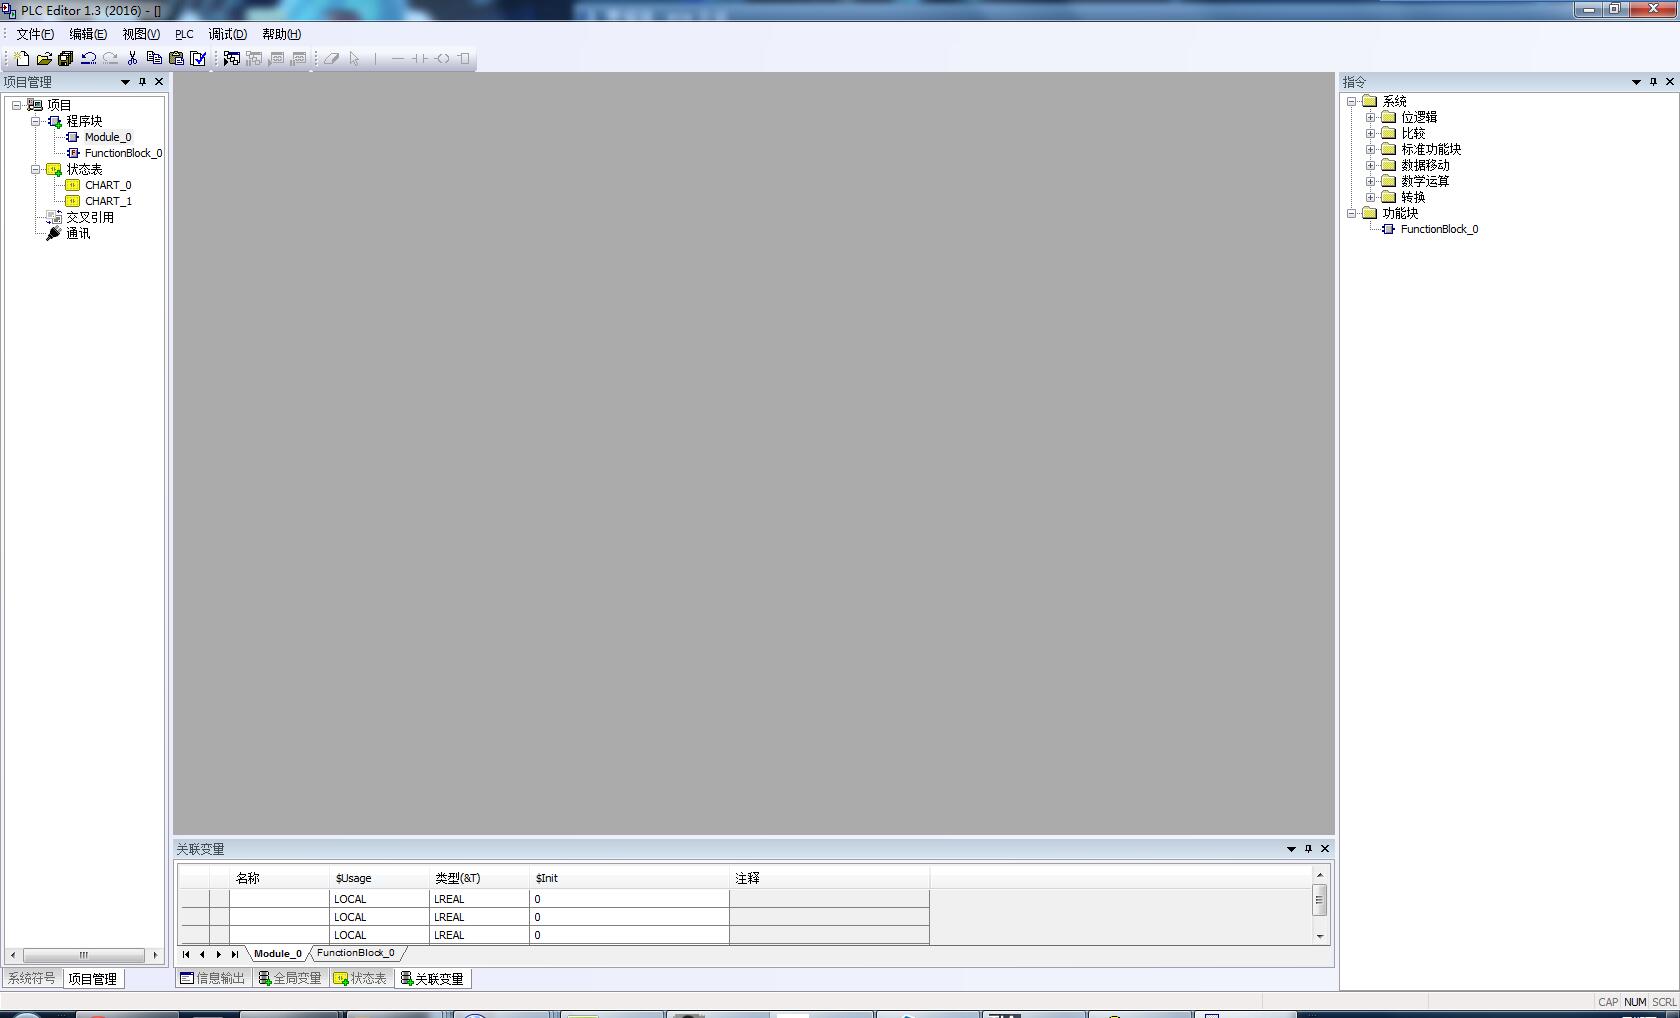 PLC Editor 1.3 (2016) - []
文件(F) 编辑(E) 视图(V) PLC 调试(D) 帮助(H)
项目管理
项目
程序块
Module_0
FunctionBlock_0
状态表
CHART_0
CHART_1
交叉引用
通讯
系统符号 项目管理
关联变量
名称 $Usage 类型(&T) $Init 注释
LOCAL LREAL 0
LOCAL LREAL 0
LOCAL LREAL 0
Module_0 FunctionBlock_0
信息输出 全局变量 状态表 关联变量
指令
系统
位逻辑
比较
标准功能块
数据移动
数学运算
转换
功能块
FunctionBlock_0
CAP NUM SCRL